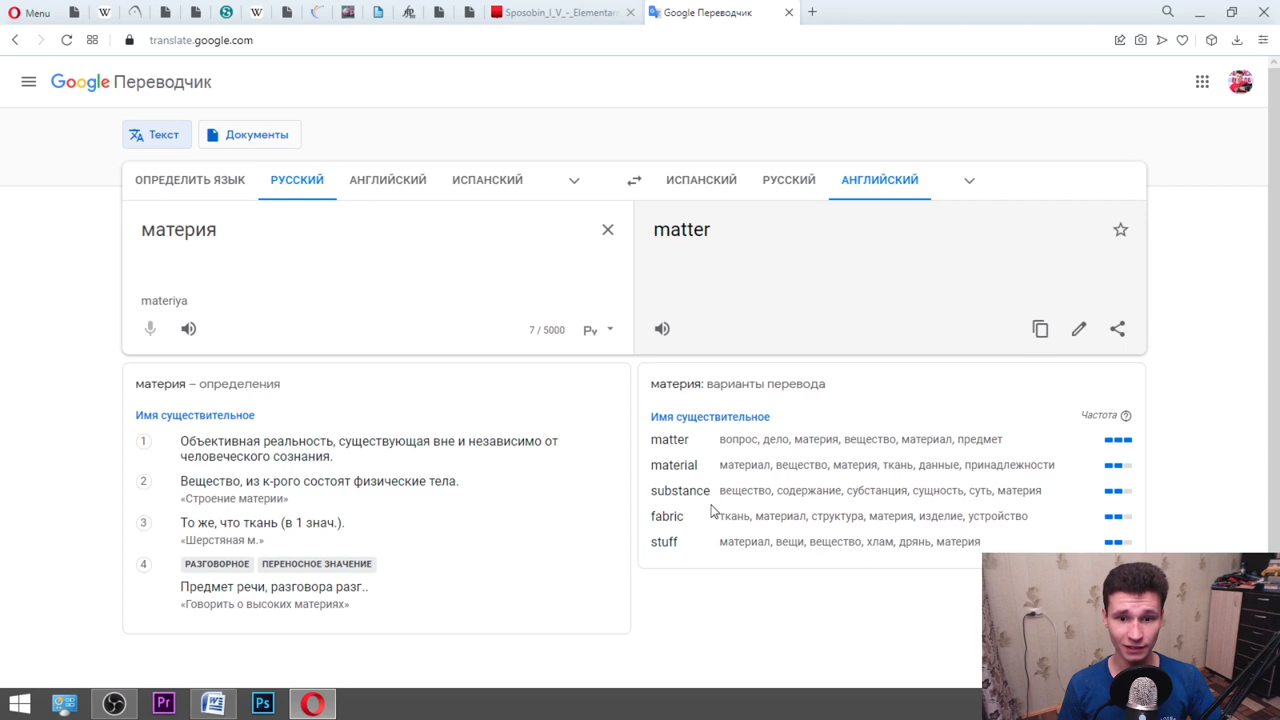 Menu
W
W
Sposobin_I_V_-_Elementarn
Google Переводчик
translate.google.com
Google Переводчик
Текст
Документы
ОПРЕДЕЛИТЬ ЯЗЫК
РУССКИЙ
АНГЛИЙСКИЙ
ИСПАНСКИЙ
ИСПАНСКИЙ
РУССКИЙ
АНГЛИЙСКИЙ
материя
matter
materiya
7 / 5000
Ру
материя – определения
Имя существительное
1 Объективная реальность, существующая вне и независимо от
человеческого сознания.
2 Вещество, из к-рого состоят физические тела.
«Строение материи»
3 То же, что ткань (в 1 знач.).
«Шерстяная м.»
4 РАЗГОВОРНОЕ ПЕРЕНОСНОЕ ЗНАЧЕНИЕ
Предмет речи, разговора разг..
«Говорить о высоких материях»
материя: варианты перевода
Имя существительное
Частота
matter вопрос, дело, материя, вещество, материал, предмет
material материал, вещество, материя, ткань, данные, принадлежности
substance вещество, содержание, субстанция, сущность, суть, материя
fabric ткань, материал, структура, материя, изделие, устройство
stuff материал, вещи, вещество, хлам, дрянь, материя
Pr
W
Ps